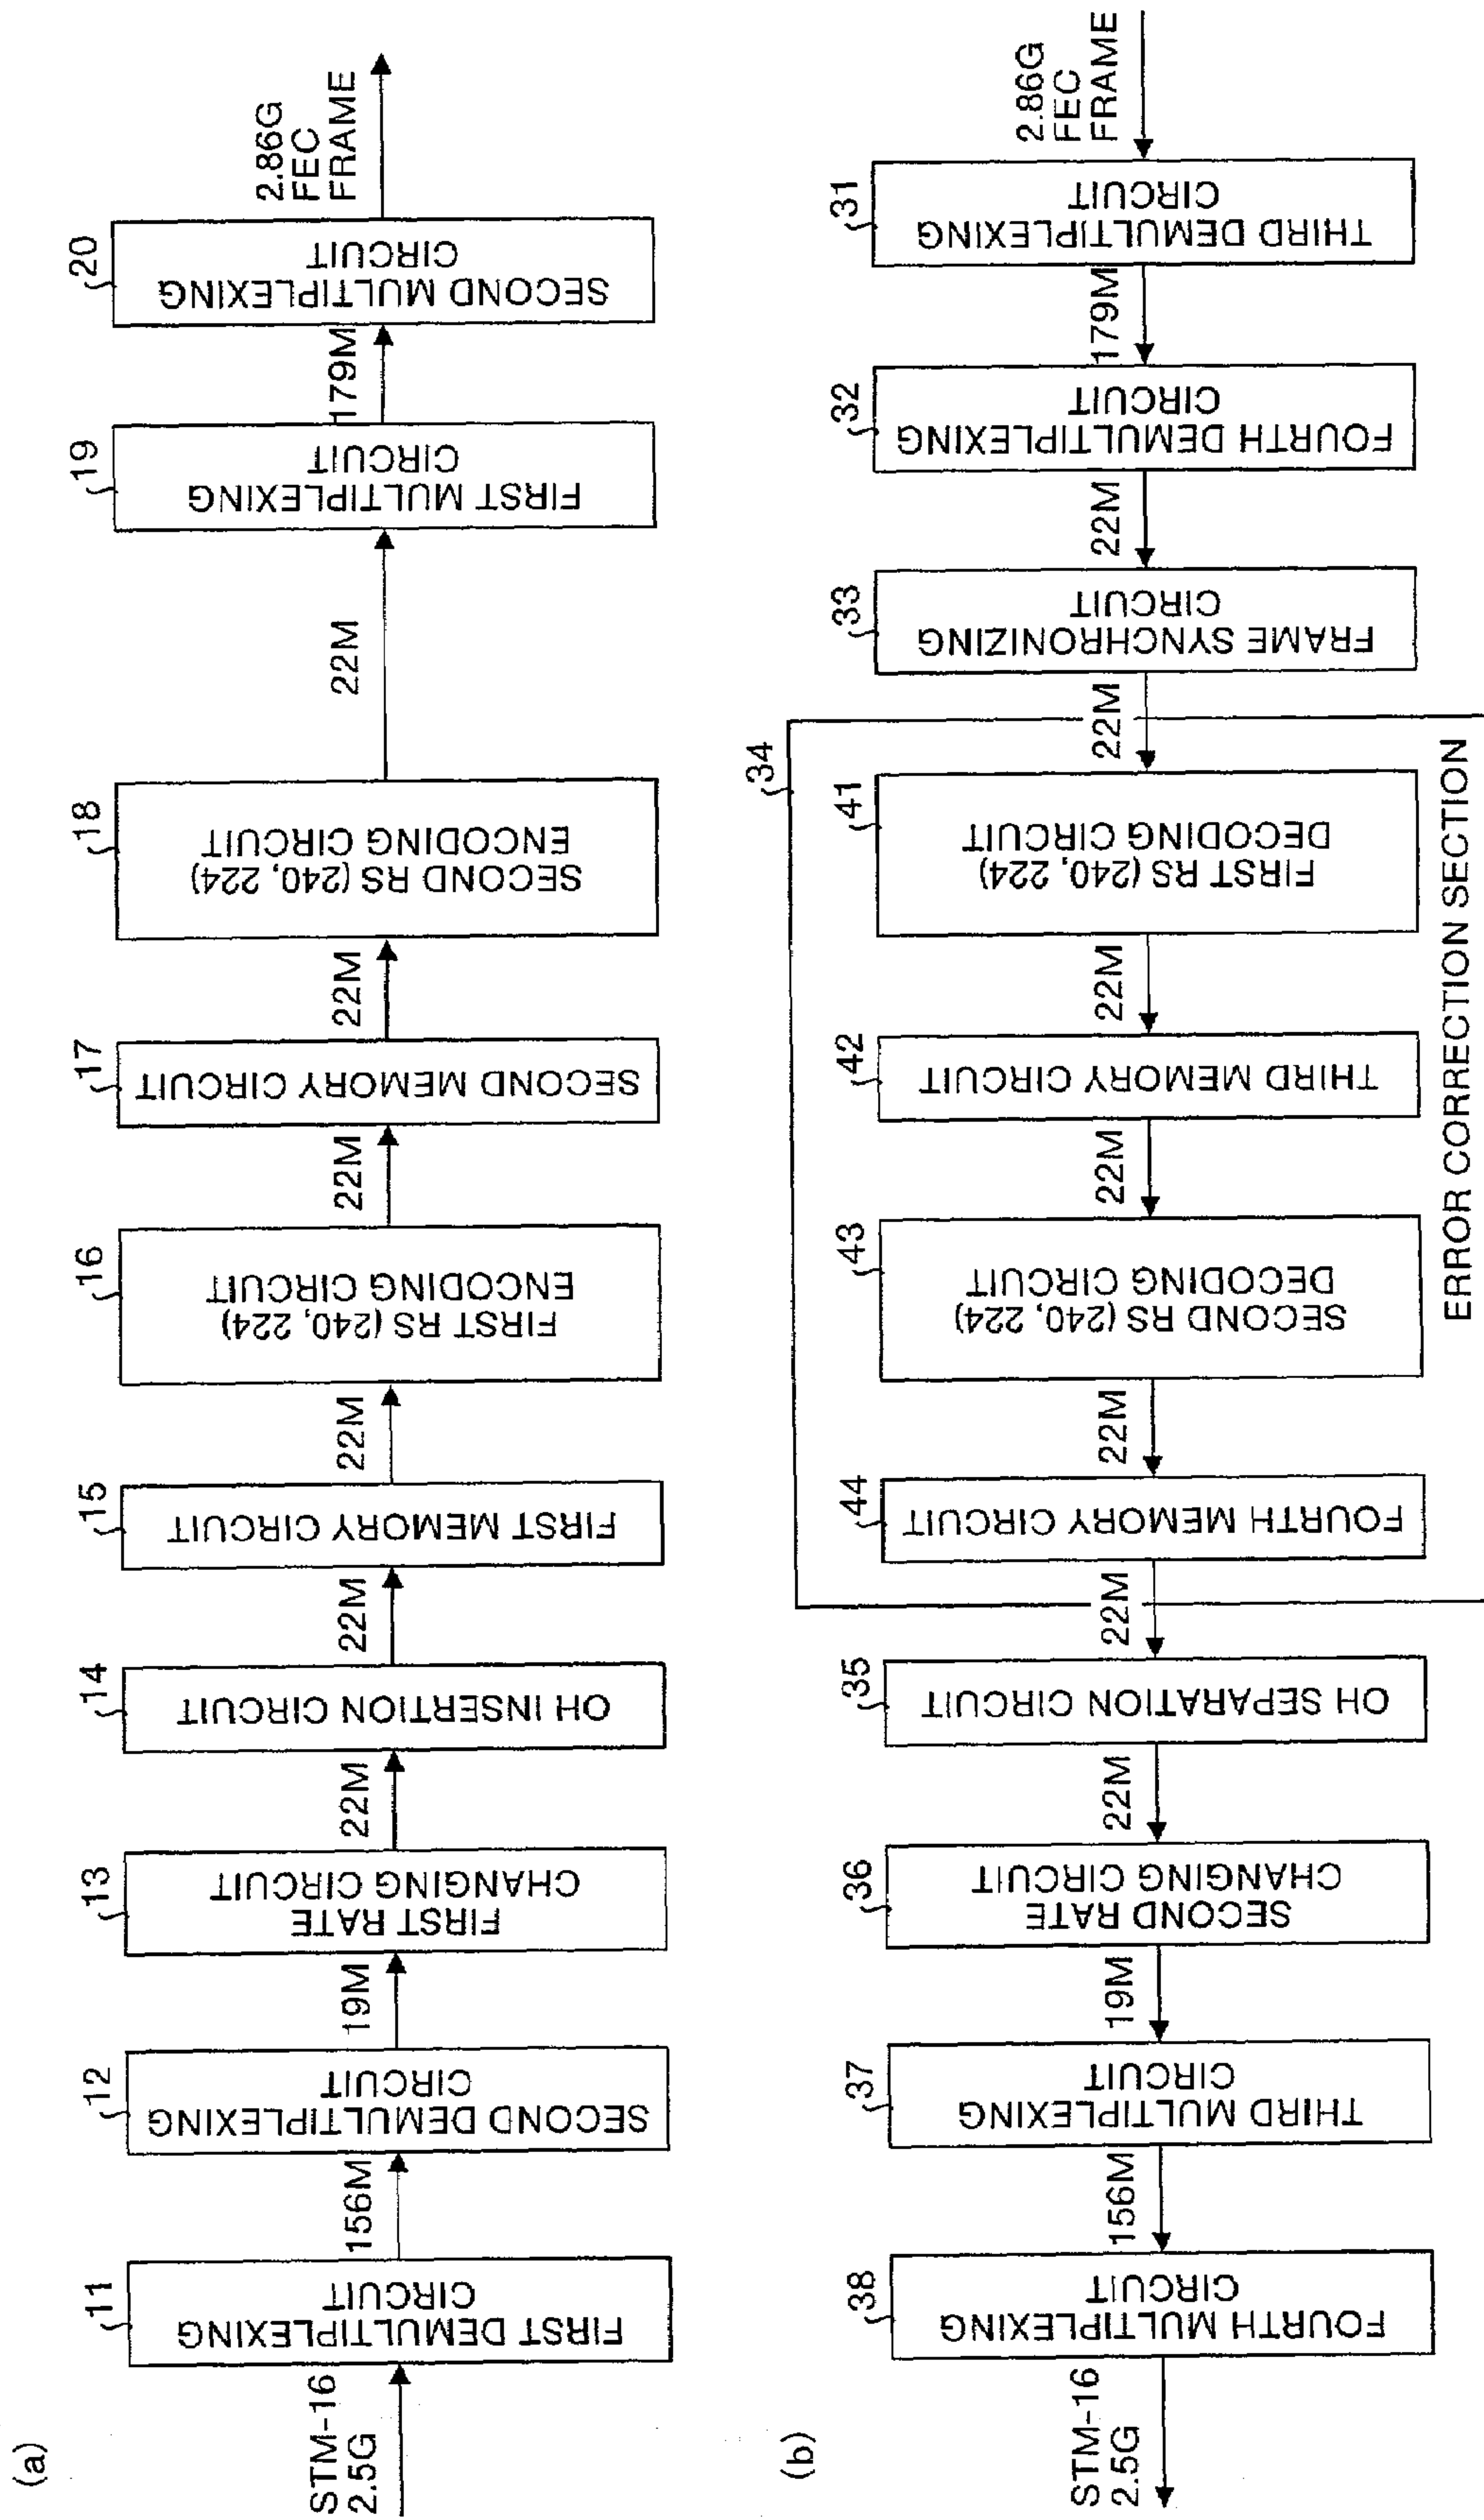 (a)
STM-16
2.5G
11
FIRST DEMULTIPLEXING
CIRCUIT
156M
12
SECOND DEMULTIPLEXING
CIRCUIT
19M
13
FIRST RATE
CHANGING CIRCUIT
22M
14
OH INSERTION CIRCUIT
22M
15
FIRST MEMORY CIRCUIT
22M
16
FIRST RS (240, 224)
ENCODING CIRCUIT
22M
17
SECOND MEMORY CIRCUIT
22M
18
SECOND RS (240, 224)
ENCODING CIRCUIT
22M
19
FIRST MULTIPLEXING
CIRCUIT
179M
20
SECOND MULTIPLEXING
CIRCUIT
2.86G
FEC
FRAME
(b)
STM-16
2.5G
38
FOURTH MULTIPLEXING
CIRCUIT
156M
37
THIRD MULTIPLEXING
CIRCUIT
19M
36
SECOND RATE
CHANGING CIRCUIT
22M
35
OH SEPARATION CIRCUIT
22M
44
FOURTH MEMORY CIRCUIT
22M
43
SECOND RS (240, 224)
DECODING CIRCUIT
22M
42
THIRD MEMORY CIRCUIT
22M
41
FIRST RS (240, 224)
DECODING CIRCUIT
34
22M
33
FRAME SYNCHRONIZING
CIRCUIT
22M
32
FOURTH DEMULTIPLEXING
CIRCUIT
179M
31
THIRD DEMULTIPLEXING
CIRCUIT
2.86G
FEC
FRAME
ERROR CORRECTION SECTION